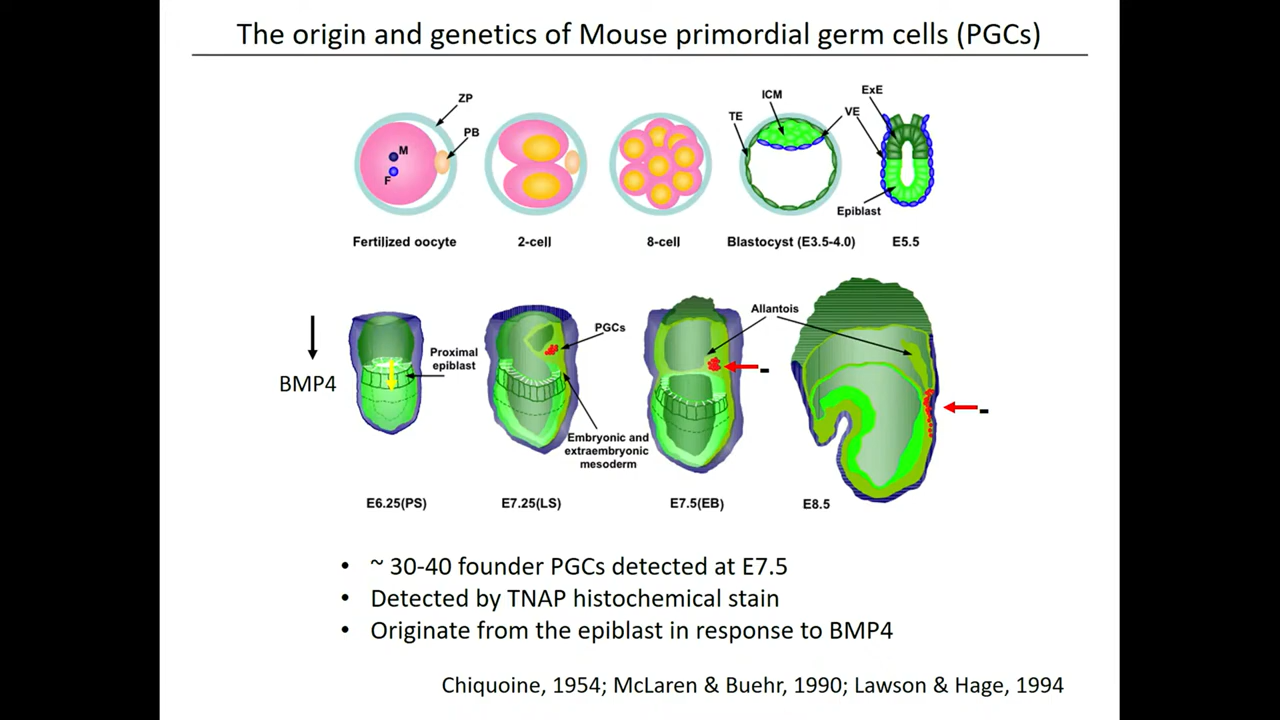 The origin and genetics of Mouse primordial germ cells (PGCs)
ZP
PB
M
F
TE
ICM
VE
ExE
Epiblast
Fertilized oocyte
2-cell
8-cell
Blastocyst (E3.5-4.0)
E5.5
BMP4
Proximal
epiblast
PGCs
Embryonic and
extraembryonic
mesoderm
Allantois
-
-
E6.25(PS)
E7.25(LS)
E7.5(EB)
E8.5
• ~ 30-40 founder PGCs detected at E7.5
• Detected by TNAP histochemical stain
• Originate from the epiblast in response to BMP4
Chiquoine, 1954; McLaren & Buehr, 1990; Lawson & Hage, 1994